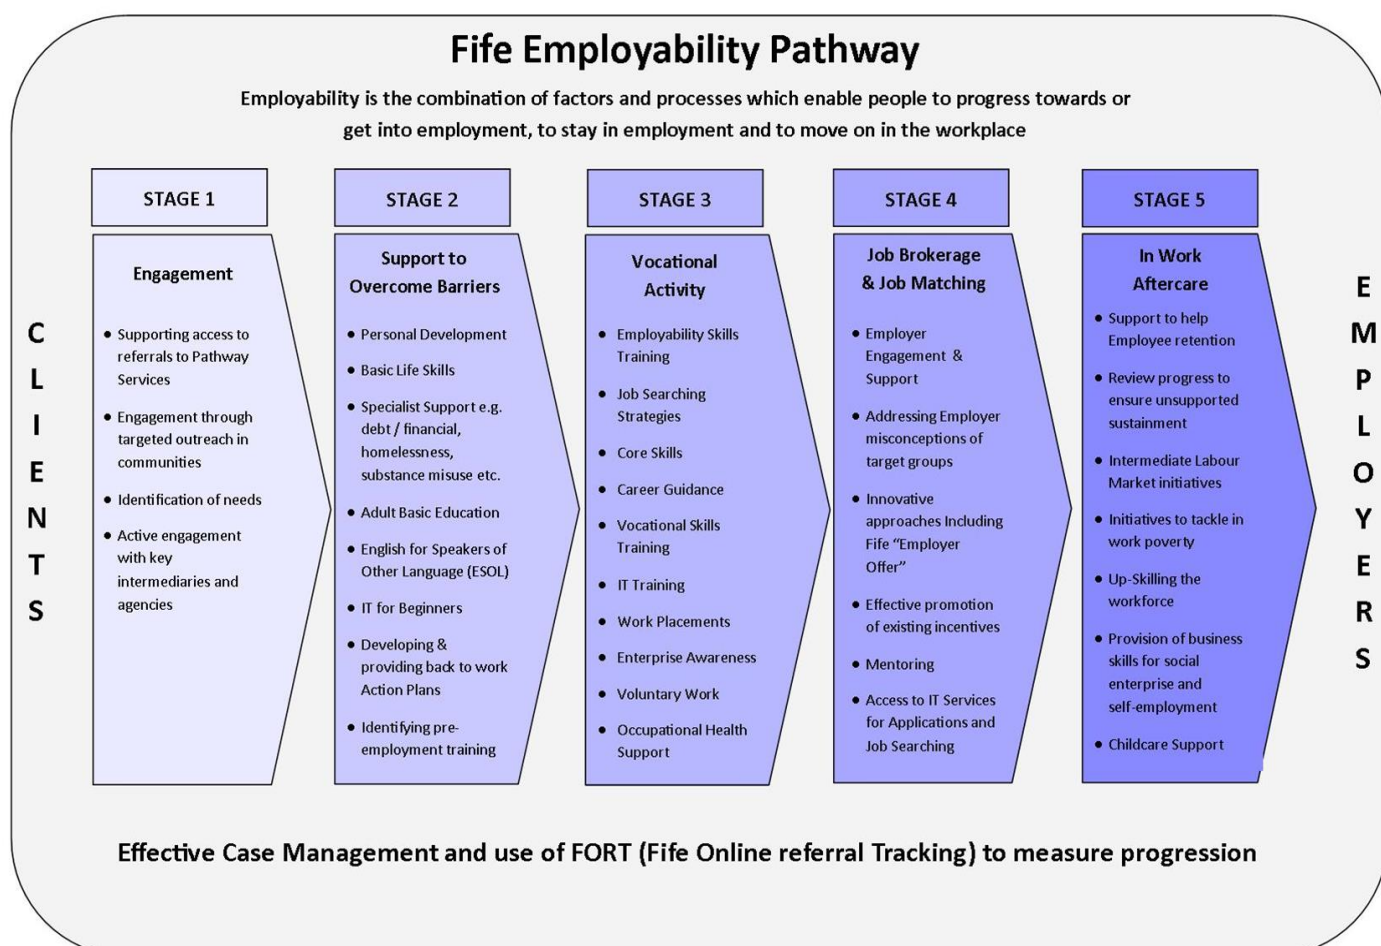 Fife Employability Pathway
Employability is the combination of factors and processes which enable people to progress towards or
get into employment, to stay in employment and to move on in the workplace
CLIENTS
STAGE 1
Engagement
• Supporting access to
referrals to Pathway
Services
• Engagement through
targeted outreach in
communities
• Identification of needs
• Active engagement
with key
intermediaries and
agencies
STAGE 2
Support to
Overcome Barriers
• Personal Development
• Basic Life Skills
• Specialist Support e.g.
debt / financial,
homelessness,
substance misuse etc.
• Adult Basic Education
• English for Speakers of
Other Language (ESOL)
• IT for Beginners
• Developing &
providing back to work
Action Plans
• Identifying pre-
employment training
STAGE 3
Vocational
Activity
• Employability Skills
Training
• Job Searching
Strategies
• Core Skills
• Career Guidance
• Vocational Skills
Training
• IT Training
• Work Placements
• Enterprise Awareness
• Voluntary Work
• Occupational Health
Support
STAGE 4
Job Brokerage
& Job Matching
• Employer
Engagement &
Support
• Addressing Employer
misconceptions of
target groups
• Innovative
approaches Including
Fife “Employer
Offer”
• Effective promotion
of existing incentives
• Mentoring
• Access to IT Services
for Applications and
Job Searching
STAGE 5
In Work
Aftercare
• Support to help
Employee retention
• Review progress to
ensure unsupported
sustainment
• Intermediate Labour
Market initiatives
• Initiatives to tackle in
work poverty
• Up-Skilling the
workforce
• Provision of business
skills for social
enterprise and
self-employment
• Childcare Support
EMPLOYERS
Effective Case Management and use of FORT (Fife Online referral Tracking) to measure progression